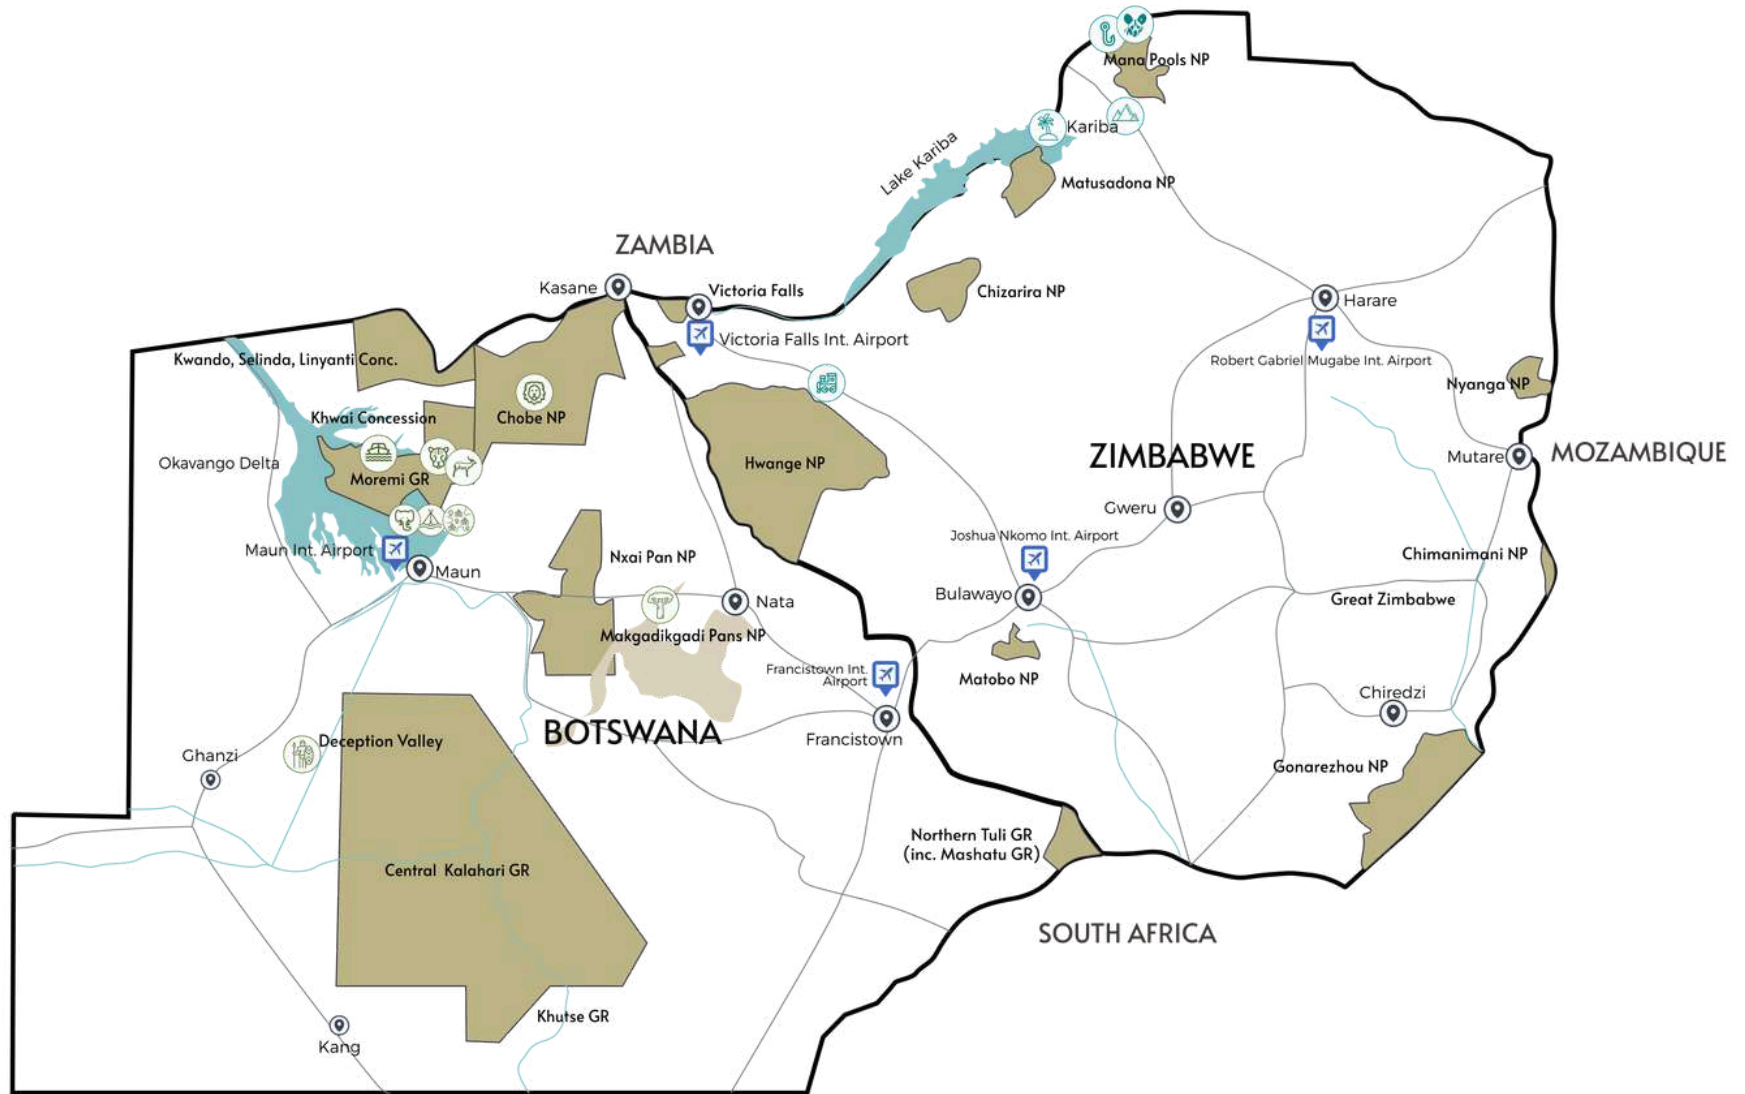 Mana Pools NP
Kariba
Lake Kariba
Matusadona NP
ZAMBIA
Kasane
Victoria Falls
Chizarira NP
Harare
Victoria Falls Int. Airport
Kwando, Selinda, Linyanti Conc.
Robert Gabriel Mugabe Int. Airport
Nyanga NP
Khwai Concession
Chobe NP
Okavango Delta
Hwange NP
ZIMBABWE
Mutare
MOZAMBIQUE
Moremi GR
Gweru
Joshua Nkomo Int. Airport
Maun Int. Airport
Maun
Nxai Pan NP
Chimanimani NP
Nata
Bulawayo
Great Zimbabwe
Makgadikgadi Pans NP
Francistown Int.
Airport
Matobo NP
Chiredzi
BOTSWANA
Francistown
Deception Valley
Ghanzi
Gonarezhou NP
Northern Tuli GR
(inc. Mashatu GR)
Central Kalahari GR
SOUTH AFRICA
Khutse GR
Kang